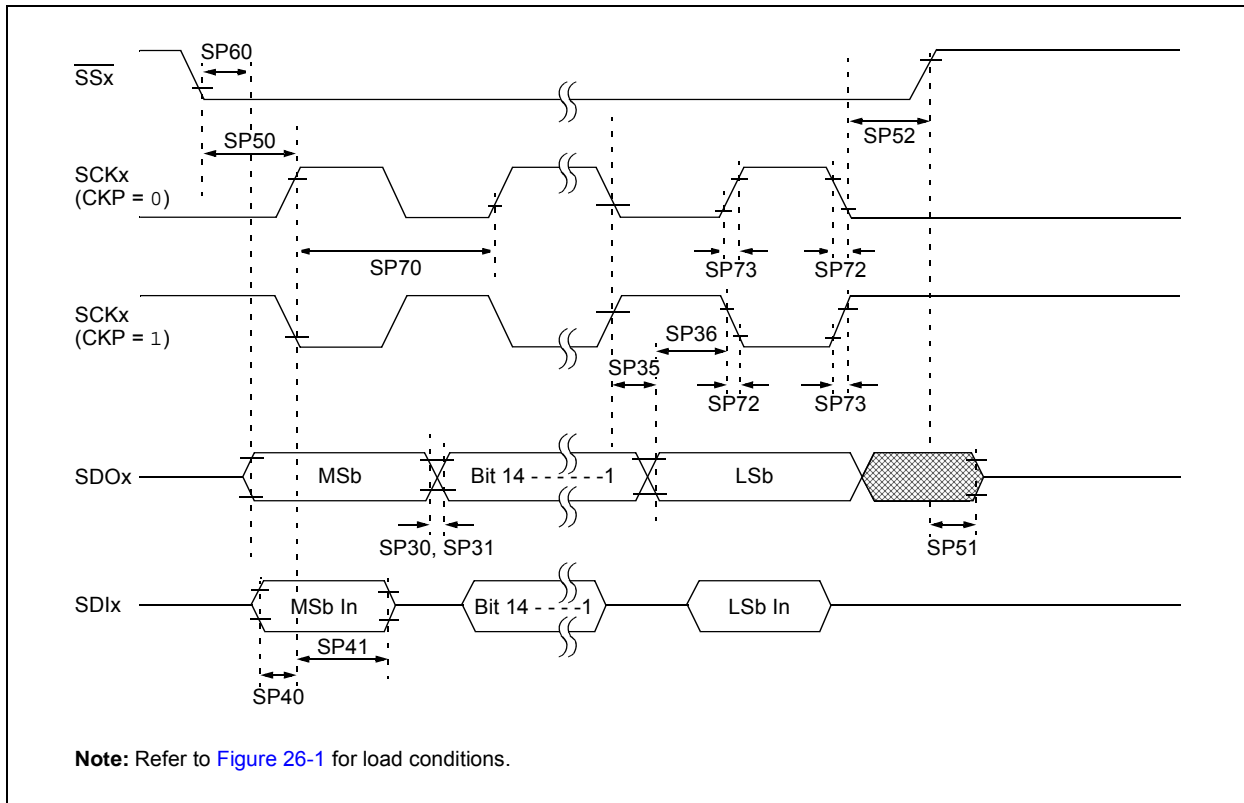 SP60
SSx
SP50
SP52
SCKx
(CKP = 0)
SP70
SP73
SP72
SCKx
(CKP = 1)
SP36
SP35
SP72
SP73
SDOx
MSb
Bit 14 - - - - - -1
LSb
SP30, SP31
SP51
SDIx
MSb In
Bit 14 - - - -1
LSb In
SP41
SP40
Note: Refer to Figure 26-1 for load conditions.